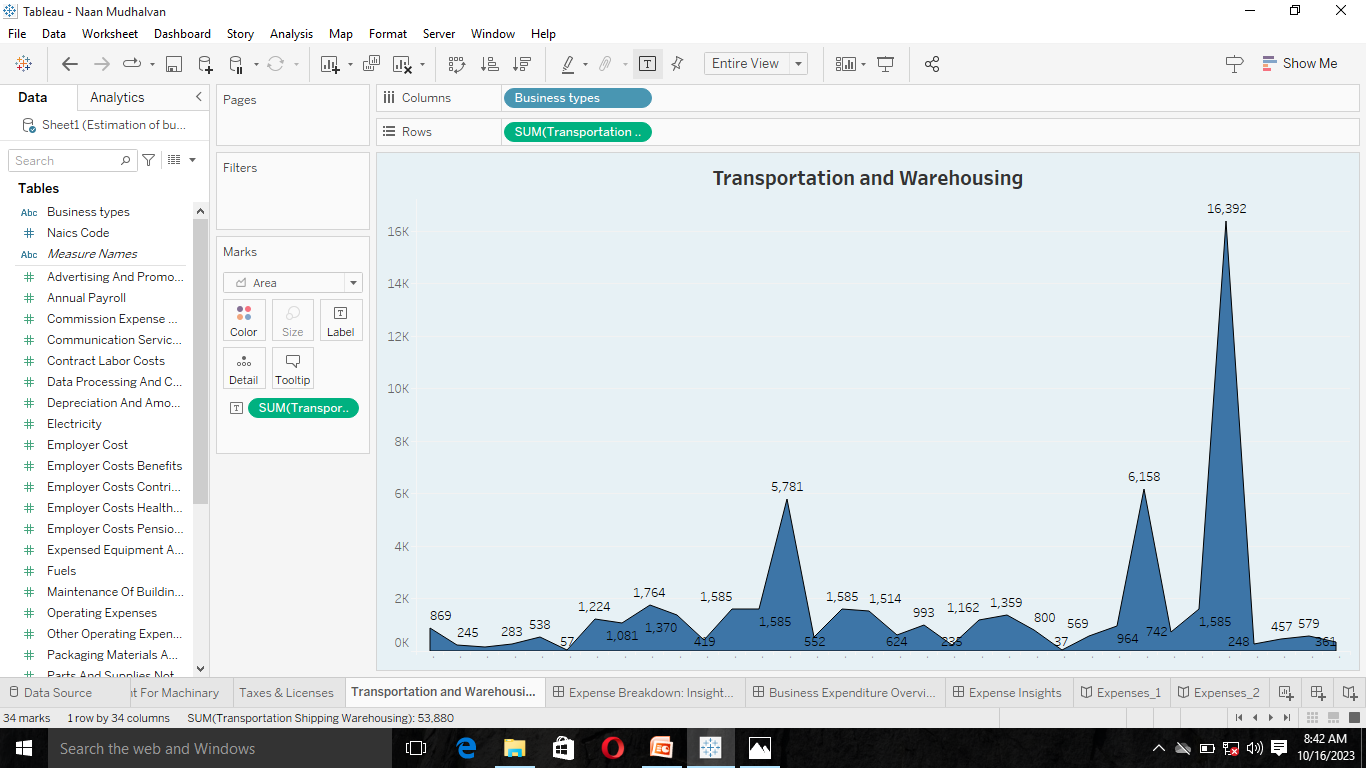 Tableau - Naan Mudhalvan
File Data Worksheet Dashboard Story Analysis Map Format Server Window Help
Entire View
Show Me
Data Analytics
Sheet1 (Estimation of bu...
Search
Tables
Abc Business types
# Naics Code
Abc Measure Names
# Advertising And Promo...
# Annual Payroll
# Commission Expense ...
# Communication Servic...
# Contract Labor Costs
# Data Processing And C...
# Depreciation And Amo...
# Electricity
# Employer Cost
# Employer Costs Benefits
# Employer Costs Contri...
# Employer Costs Health...
# Employer Costs Pensio...
# Expensed Equipment A...
# Fuels
# Maintenance Of Buildin...
# Operating Expenses
# Other Operating Expen...
# Packaging Materials A...
# Parts And Supplies Not
Pages
Filters
Marks
Area
Color Size Label
Detail Tooltip
SUM(Transpor..
Columns Business types
Rows SUM(Transportation ..
Transportation and Warehousing
16K
14K
12K
10K
8K
6K
4K
2K
0K
869
245
283
538
57
1,224
1,081
1,764
1,370
419
1,585
1,585
5,781
552
1,585
1,514
624
993
235
1,162
1,359
800
37
569
964
6,158
742
1,585
16,392
248
457
579
361
Data Source t For Machinary Taxes & Licenses Transportation and Warehousi... Expense Breakdown: Insight... Business Expenditure Overvi... Expense Insights Expenses_1 Expenses_2
34 marks 1 row by 34 columns SUM(Transportation Shipping Warehousing): 53,880
Search the web and Windows
8:42 AM
10/16/2023